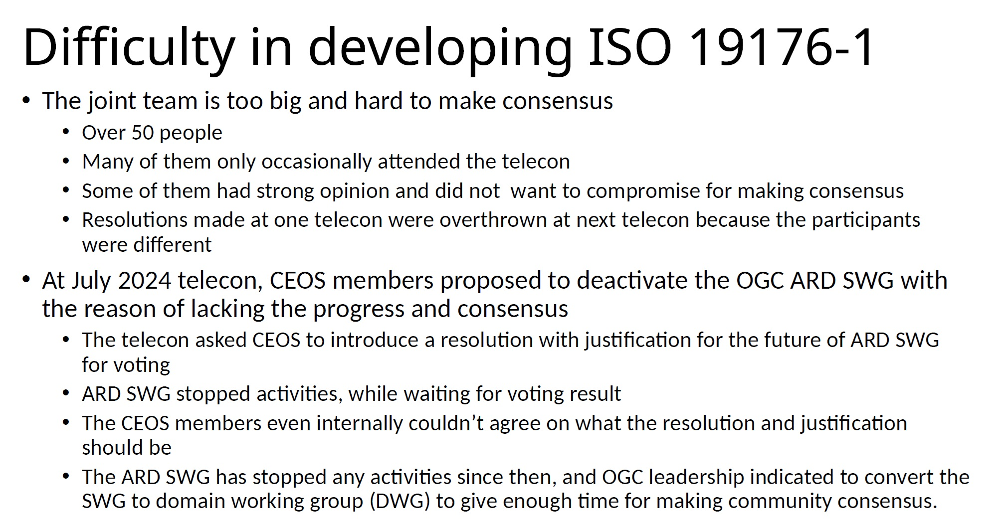 Difficulty in developing ISO 19176-1
• The joint team is too big and hard to make consensus
• Over 50 people
• Many of them only occasionally attended the telecon
• Some of them had strong opinion and did not  want to compromise for making consensus
• Resolutions made at one telecon were overthrown at next telecon because the participants
were different
• At July 2024 telecon, CEOS members proposed to deactivate the OGC ARD SWG with
the reason of lacking the progress and consensus
• The telecon asked CEOS to introduce a resolution with justification for the future of ARD SWG
for voting
• ARD SWG stopped activities, while waiting for voting result
• The CEOS members even internally couldn’t agree on what the resolution and justification
should be
• The ARD SWG has stopped any activities since then, and OGC leadership indicated to convert the
SWG to domain working group (DWG) to give enough time for making community consensus.